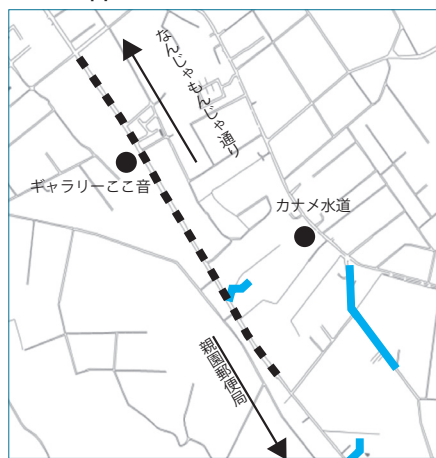 なんじゃもんじゃ通り
ギャラリーここ音
カナメ水道
親園郵便局